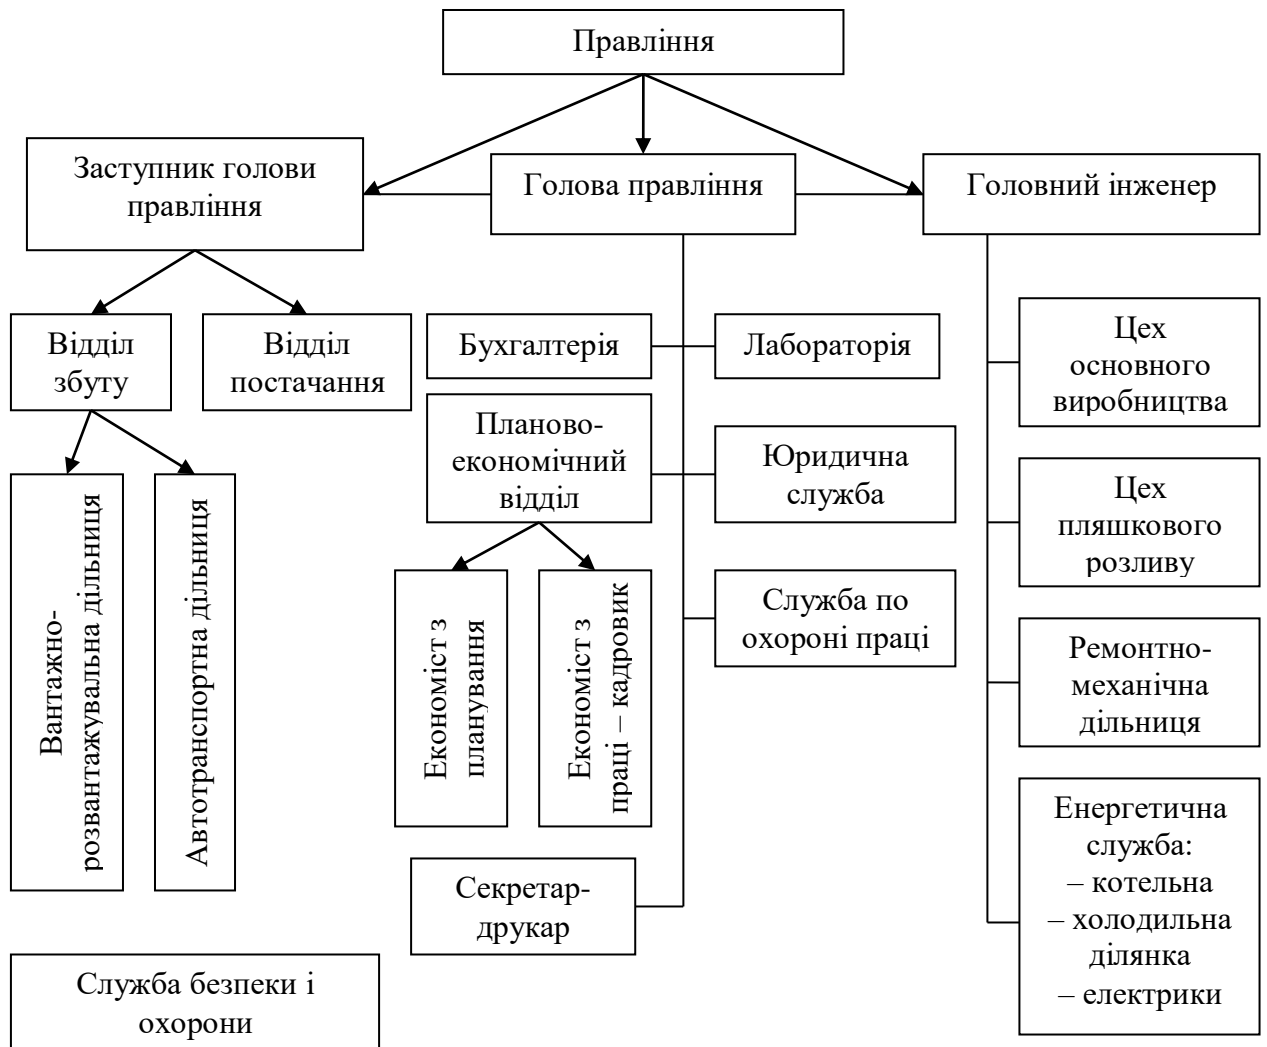 Правління
Заступник голови
правління
Голова правління
Головний інженер
Відділ
збуту
Відділ
постачання
Бухгалтерія
Лабораторія
Цех
основного
виробництва
Планово-
економічний
відділ
Юридична
служба
Цех
пляшкового
розливу
Вантажно-
розвантажувальна дільниця
Автотранспортна дільниця
Економіст з
планування
Економіст з
праці – кадровик
Служба по
охороні праці
Ремонтно-
механічна
дільниця
Енергетична
служба:
– котельна
– холодильна
ділянка
– електрики
Секретар-
друкар
Служба безпеки і
охорони